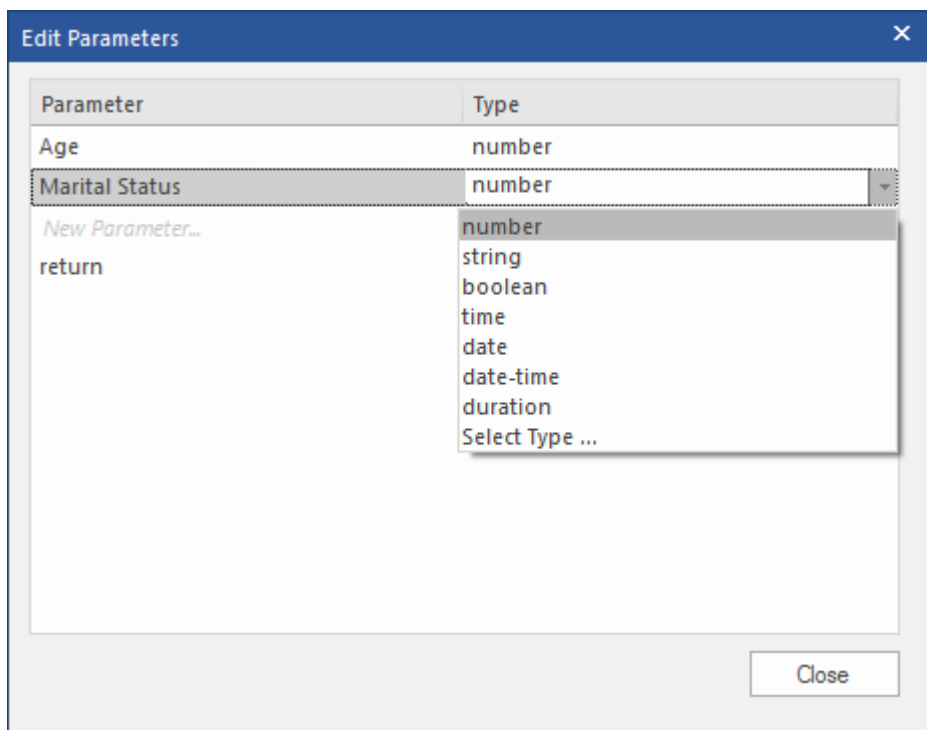 Edit Parameters
Parameter Type
Age number
Marital Status number
New Parameter... number
return string
boolean
time
date
date-time
duration
Select Type ...
Close